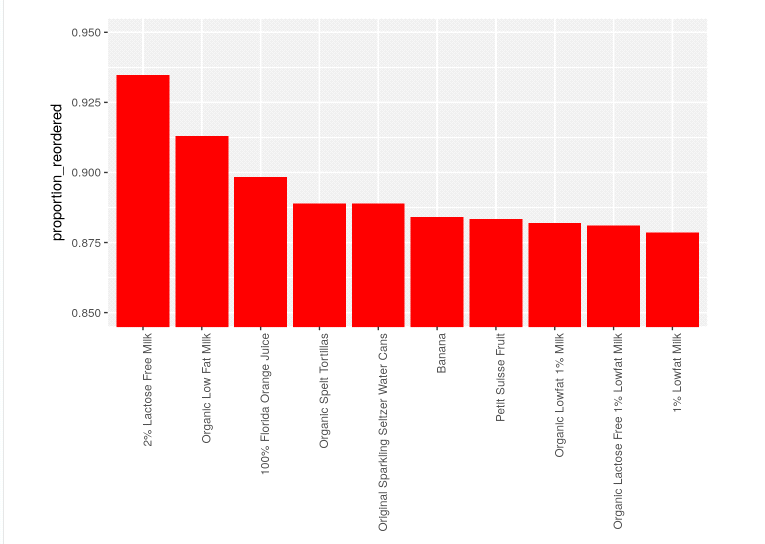 0.950
0.925
0.900
0.875
0.850
proportion_reordered
2% Lactose Free Milk
Organic Low Fat Milk
100% Florida Orange Juice
Organic Spelt Tortillas
Original Sparkling Seltzer Water Cans
Banana
Petit Suisse Fruit
Organic Lowfat 1% Milk
Organic Lactose Free 1% Lowfat Milk
1% Lowfat Milk